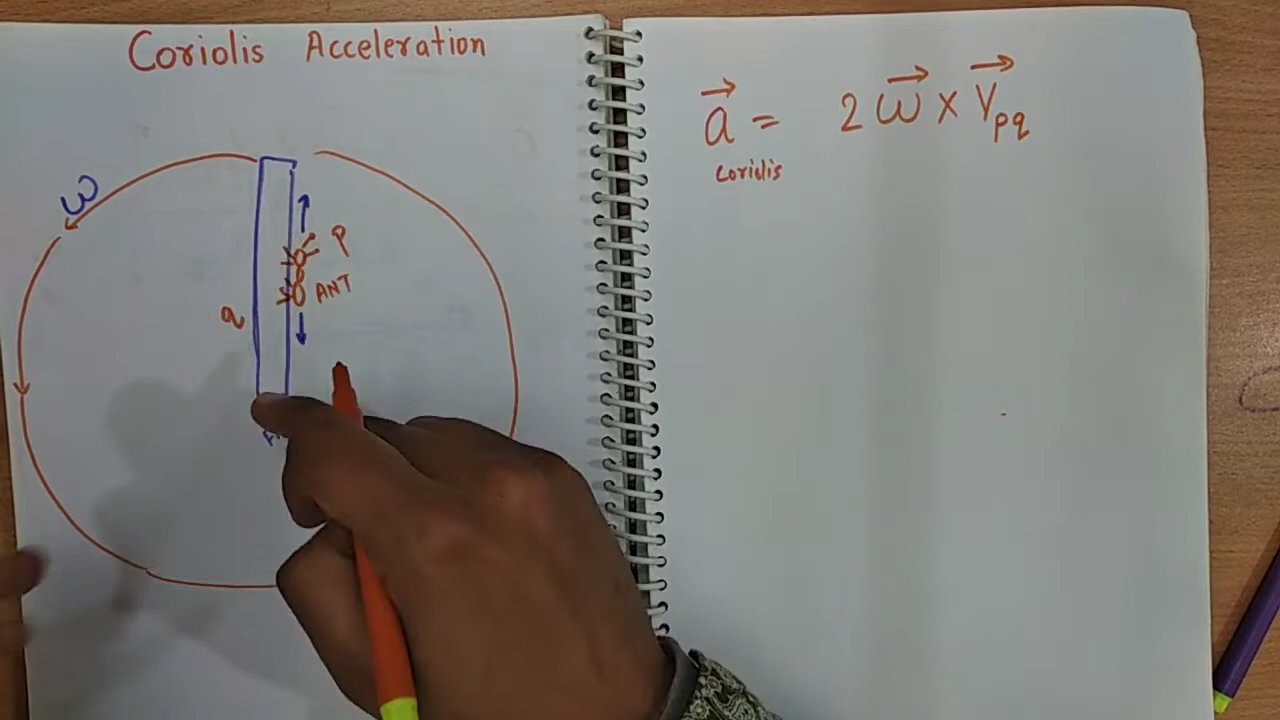 Coriolis Acceleration
ω
P
ANT
q
a⃗ = 2 ω⃗ × V⃗pq
coriolis